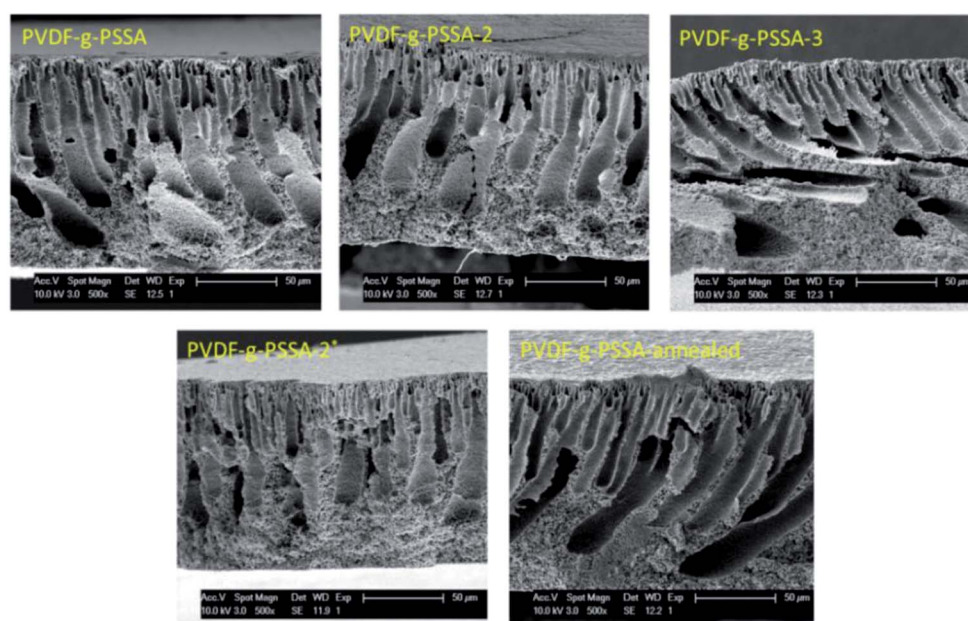 PVDF-g-PSSA
Acc.V Spot Magn Det WD Exp 50 µm
10.0 kV 3.0 500x SE 12.5 1
PVDF-g-PSSA-2
Acc.V Spot Magn Det WD Exp 50 µm
10.0 kV 3.0 500x SE 12.7 1
PVDF-g-PSSA-3
Acc.V Spot Magn Det WD Exp 50 µm
10.0 kV 3.0 500x SE 12.3 1
PVDF-g-PSSA-2*
Acc.V Spot Magn Det WD Exp 50 µm
10.0 kV 3.0 500x SE 11.9 1
PVDF-g-PSSA-annealed
Acc.V Spot Magn Det WD Exp 50 µm
10.0 kV 3.0 500x SE 12.2 1